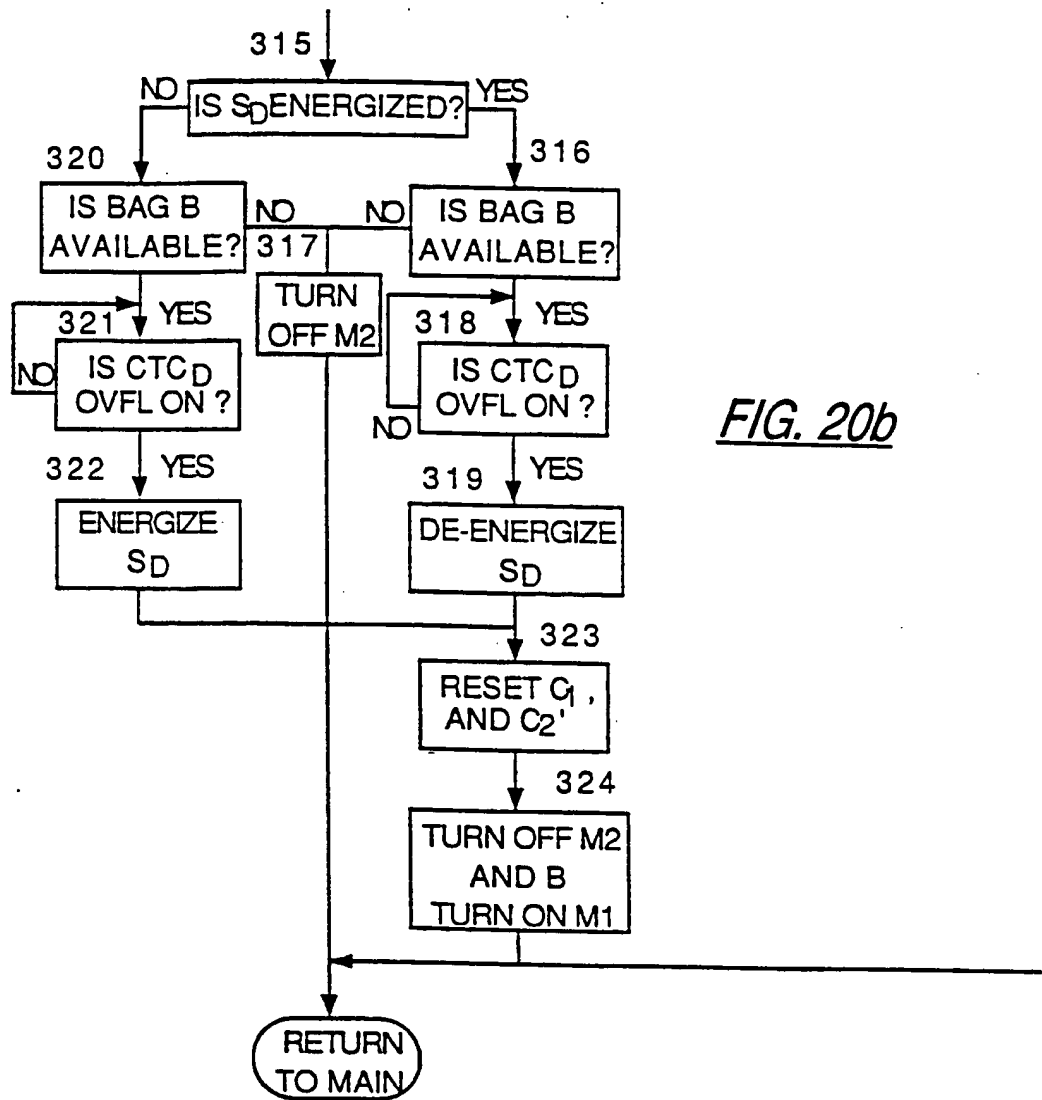 315
NO
IS SD ENERGIZED?
YES
320
316
IS BAG B
AVAILABLE?
NO
317
NO
IS BAG B
AVAILABLE?
TURN
OFF M2
YES
321
NO
IS CTCD
OVFL ON ?
YES
318
IS CTCD
OVFL ON ?
NO
FIG. 20b
322
YES
ENERGIZE
SD
319
YES
DE-ENERGIZE
SD
323
RESET C1,
AND C2'
324
TURN OFF M2
AND B
TURN ON M1
RETURN
TO MAIN